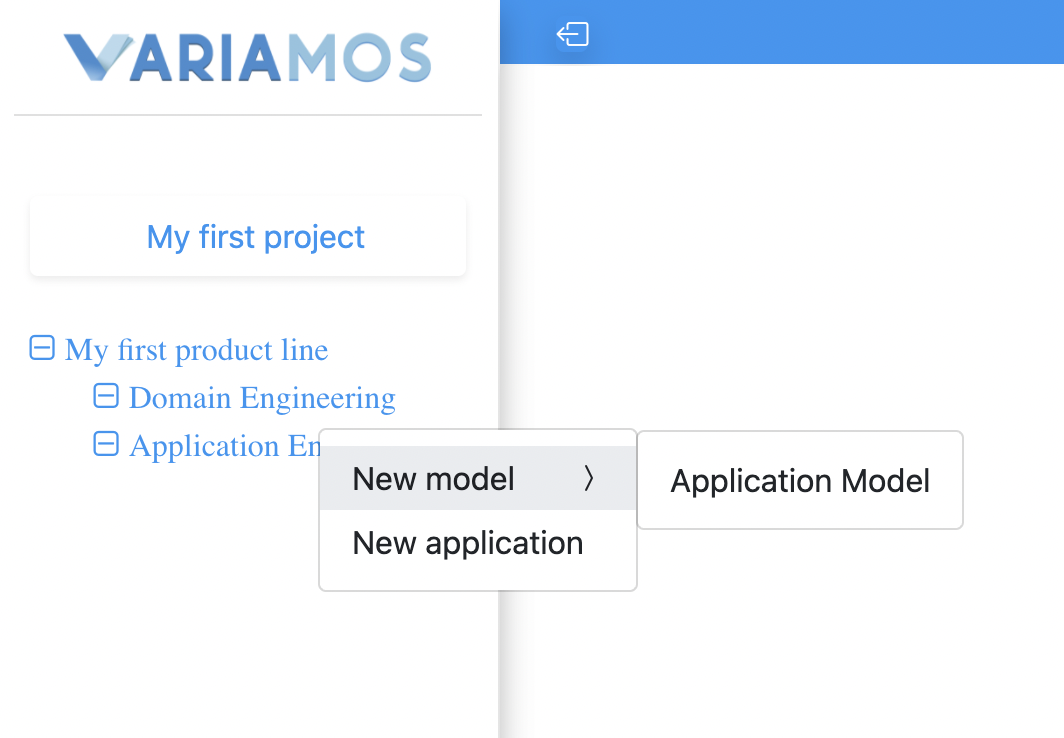 VARIAMOS
My first project
My first product line
Domain Engineering
Application En
New model
Application Model
New application